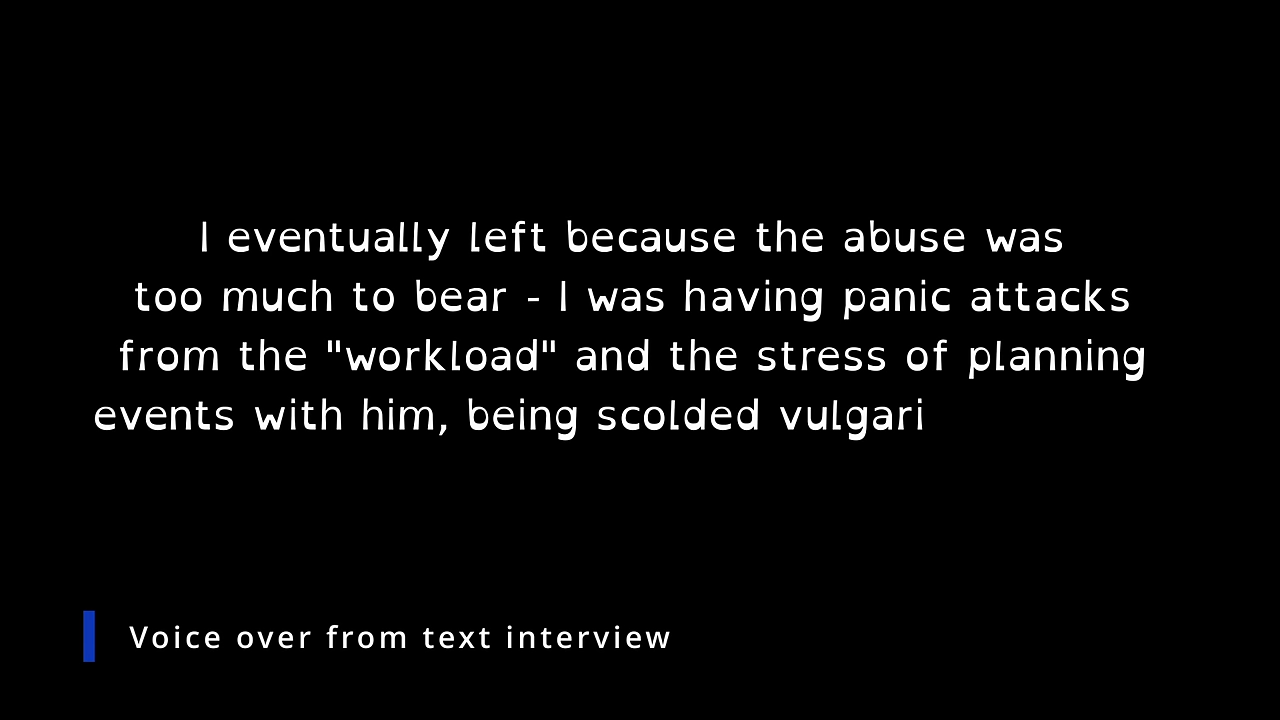 I eventually left because the abuse was
too much to bear - I was having panic attacks
from the "workload" and the stress of planning
events with him, being scolded vulgari
Voice over from text interview